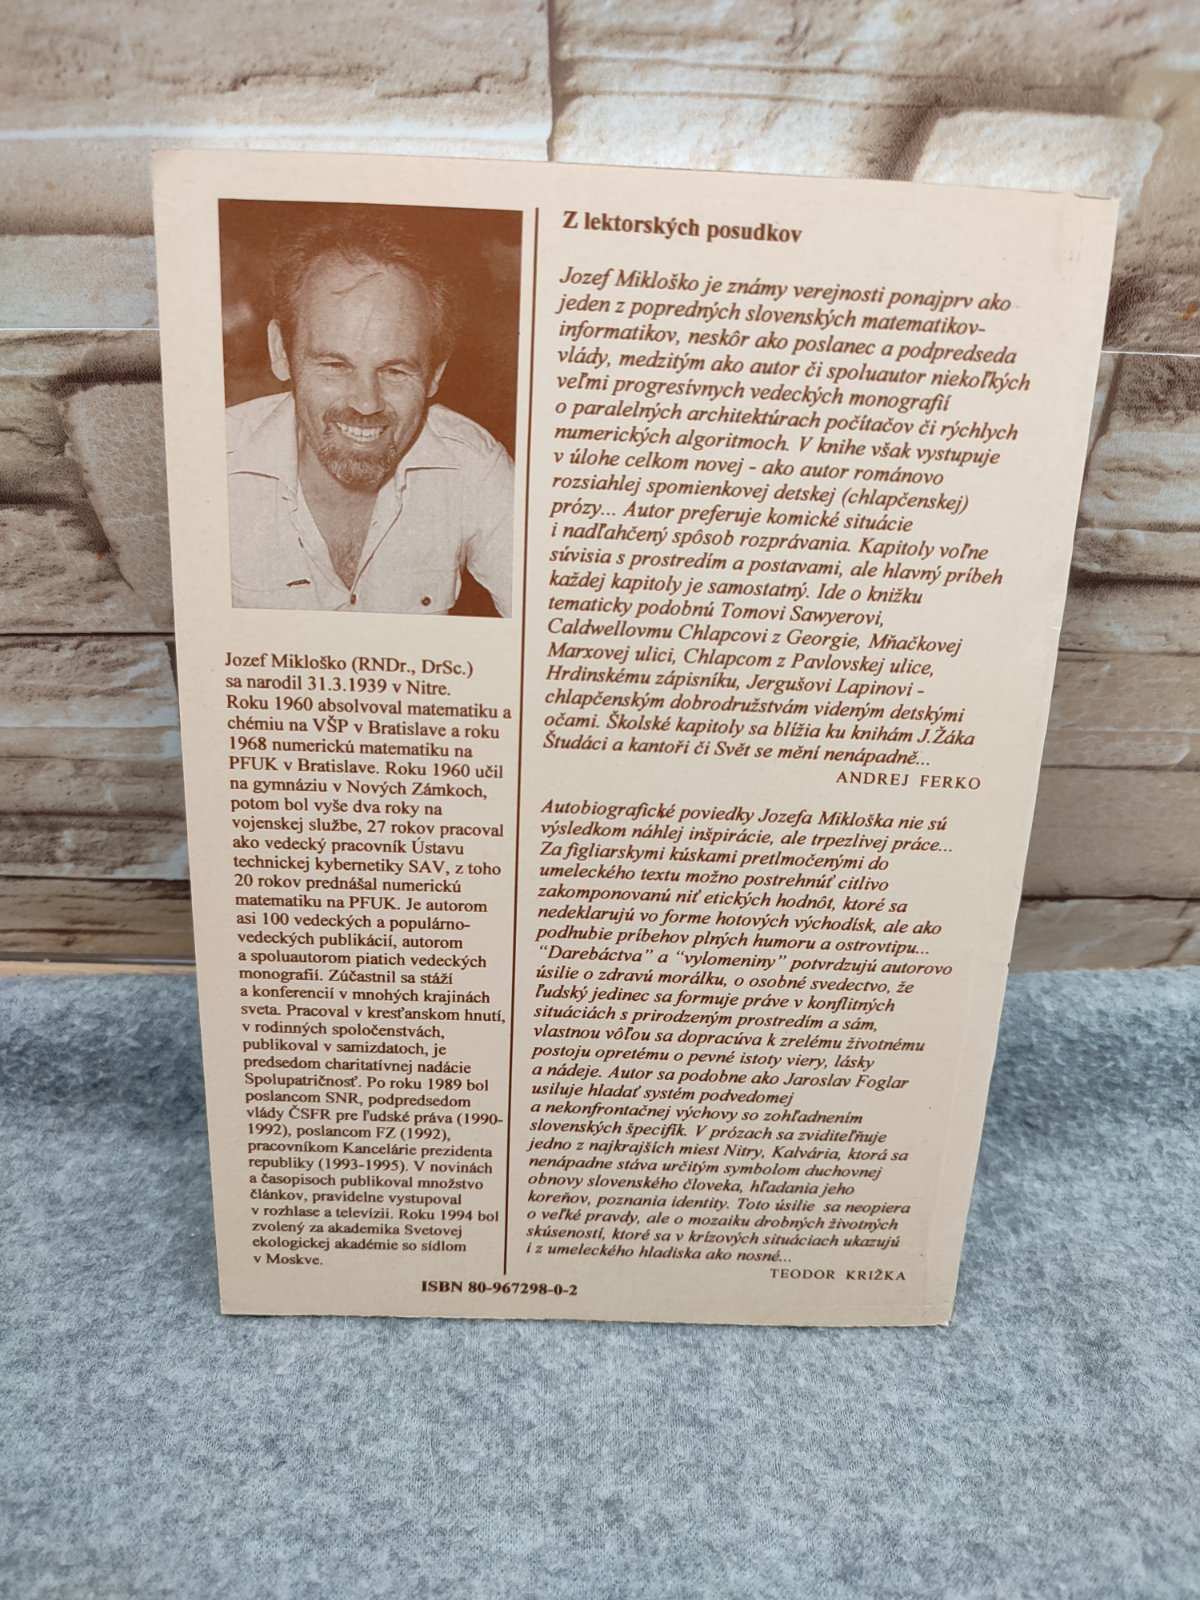 Jozef Mikloško (RNDr., DrSc.)
sa narodil 31.3.1939 v Nitre.
Roku 1960 absolvoval matematiku a
chémiu na VŠP v Bratislave a roku
1968 numerickú matematiku na
PFUK v Bratislave. Roku 1960 učil
na gymnáziu v Nových Zámkoch,
potom bol vyše dva roky na
vojenskej službe, 27 rokov pracoval
ako vedecký pracovník Ústavu
technickej kybernetiky SAV, z toho
20 rokov prednášal numerickú
matematiku na PFUK. Je autorom
asi 100 vedeckých a populárno-
vedeckých publikácií, autorom
a spoluautorom piatich vedeckých
monografií. Zúčastnil sa stáží
a konferencií v mnohých krajinách
sveta. Pracoval v kresťanskom hnutí,
v rodinných spoločenstvách,
publikoval v samizdatoch, je
predsedom charitatívnej nadácie
Spolupatričnosť. Po roku 1989 bol
poslancom SNR, podpredsedom
vlády ČSFR pre ľudské práva (1990-
1992), poslancom FZ (1992),
pracovníkom Kancelárie prezidenta
republiky (1993-1995). V novinách
a časopisoch publikoval množstvo
článkov, pravidelne vystupoval
v rozhlase a televízii. Roku 1994 bol
zvolený za akademika Svetovej
ekologickej akadémie so sídlom
v Moskve.
Z lektorských posudkov
Jozef Mikloško je známy verejnosti ponajprv ako
jeden z popredných slovenských matematikov-
informatikov, neskôr ako poslanec a podpredseda
vlády, medzitým ako autor či spoluautor niekoľkých
veľmi progresívnych vedeckých monografií
o paralelných architektúrach počítačov či rýchlych
numerických algoritmoch. V knihe však vystupuje
v úlohe celkom novej - ako autor románovo
rozsiahlej spomienkovej detskej (chlapčenskej)
prózy... Autor preferuje komické situácie
i nadľahčený spôsob rozprávania. Kapitoly voľne
súvisia s prostredím a postavami, ale hlavný príbeh
každej kapitoly je samostatný. Ide o knižku
tematicky podobnú Tomovi Sawyerovi,
Caldwellovmu Chlapcovi z Georgie, Mňačkovej
Marxovej ulici, Chlapcom z Pavlovskej ulice,
Hrdinskému zápisníku, Jergušovi Lapinovi -
chlapčenským dobrodružstvám videným detskými
očami. Školské kapitoly sa blížia ku knihám J.Žáka
Študáci a kantoři či Svět se mění nenápadně...
ANDREJ FERKO
Autobiografické poviedky Jozefa Mikloška nie sú
výsledkom náhlej inšpirácie, ale trpezlivej práce...
Za figliarskymi kúskami pretlmočenými do
umeleckého textu možno postrehnúť citlivo
zakomponovanú niť etických hodnôt, ktoré sa
nedeklarujú vo forme hotových východísk, ale ako
podhubie príbehov plných humoru a ostrovtipu...
“Darebáctva” a “vylomeniny” potvrdzujú autorovo
úsilie o zdravú morálku, o osobné svedectvo, že
ľudský jedinec sa formuje práve v konflitných
situáciách s prirodzeným prostredím a sám,
vlastnou vôľou sa dopracúva k zrelému životnému
postoju opretému o pevné istoty viery, lásky
a nádeje. Autor sa podobne ako Jaroslav Foglar
usiluje hladať systém podvedomej
a nekonfrontačnej výchovy so zohľadnením
slovenských špecifík. V prózach sa zviditeľňuje
jedno z najkrajších miest Nitry, Kalvária, ktorá sa
nenápadne stáva určitým symbolom duchovnej
obnovy slovenského človeka, hľadania jeho
koreňov, poznania identity. Toto úsilie sa neopiera
o veľké pravdy, ale o mozaiku drobných životných
skúseností, ktoré sa v krízových situáciach ukazujú
i z umeleckého hladiska ako nosné...
TEODOR KRIŽKA
ISBN 80-967298-0-2